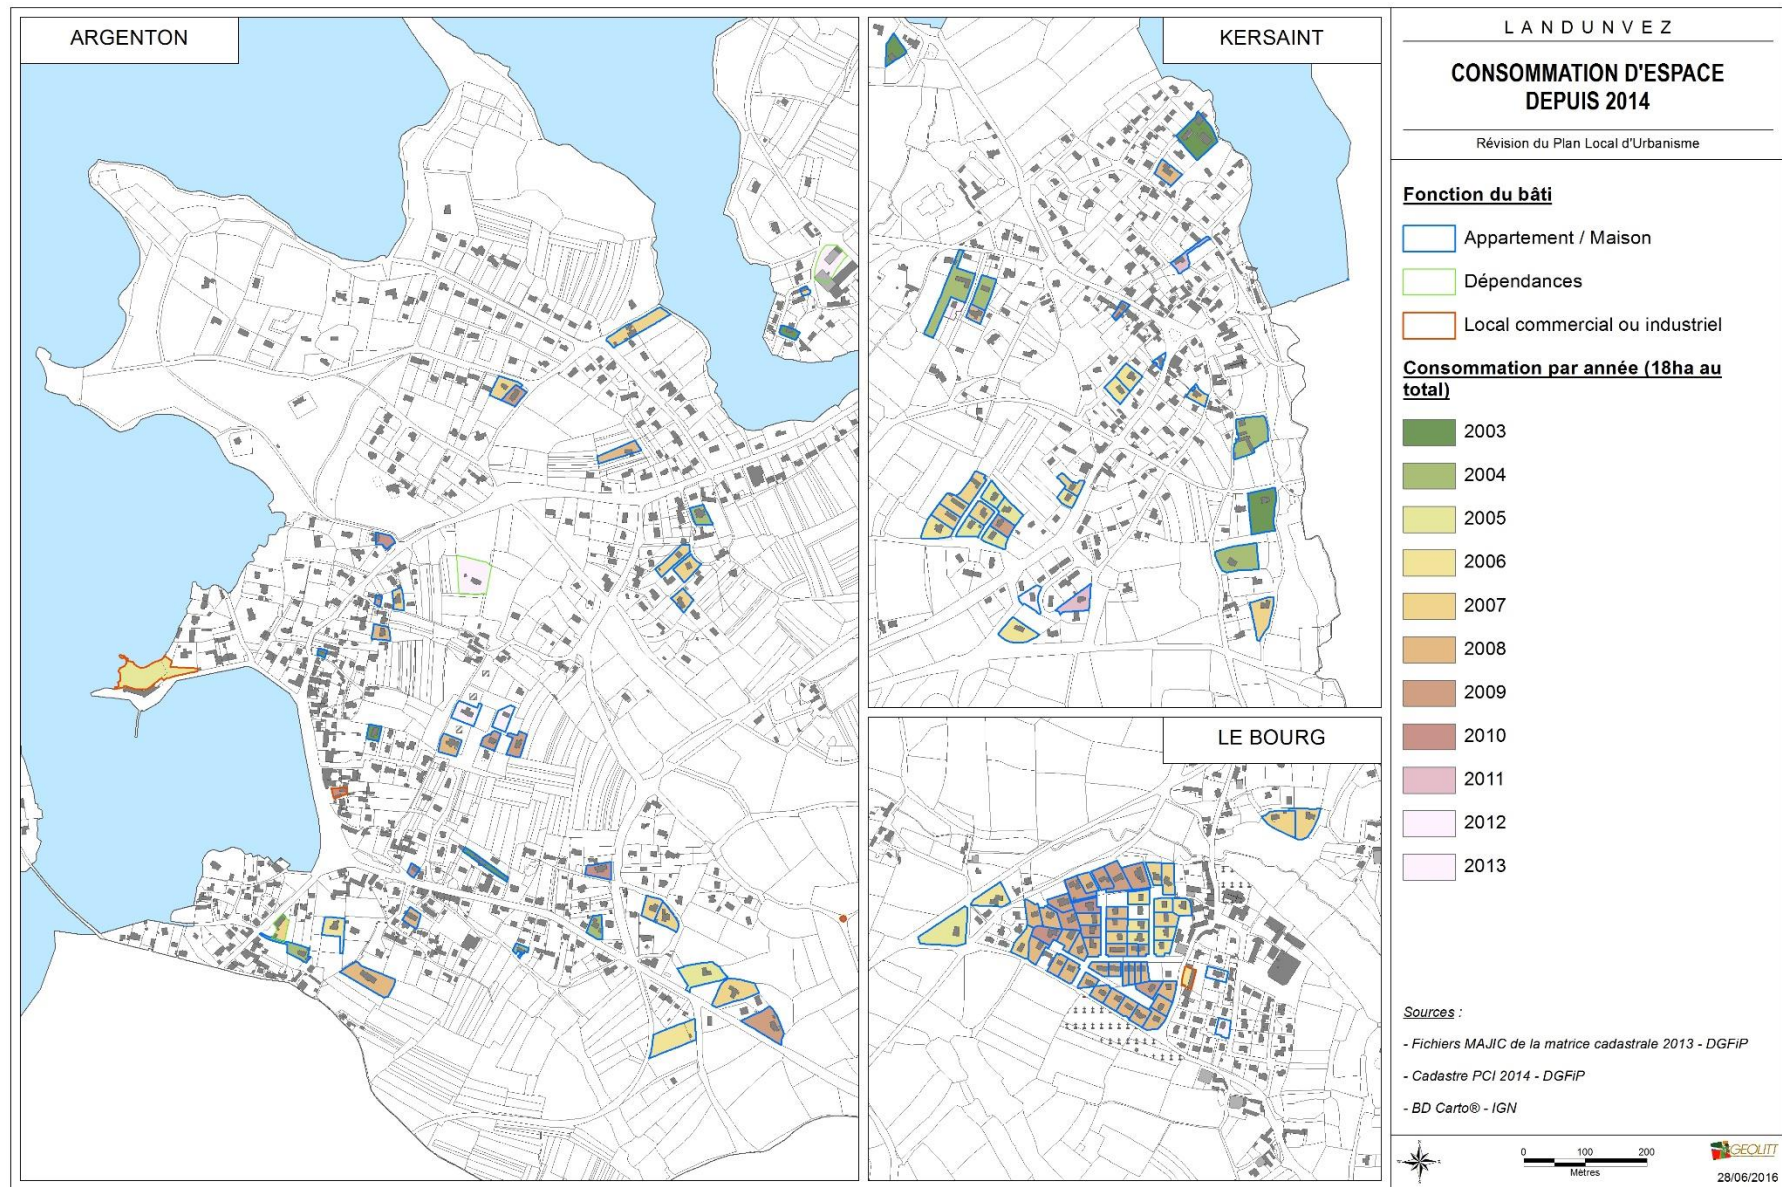 ARGENTON
KERSAINT
LE BOURG
LANDUNVEZ
CONSOMMATION D'ESPACE
DEPUIS 2014
Révision du Plan Local d'Urbanisme
Fonction du bâti
Appartement / Maison
Dépendances
Local commercial ou industriel
Consommation par année (18ha au
total)
2003
2004
2005
2006
2007
2008
2009
2010
2011
2012
2013
Sources :
- Fichiers MAJIC de la matrice cadastrale 2013 - DGFiP
- Cadastre PCI 2014 - DGFiP
- BD Carto® - IGN
0 100 200
Mètres
GEOLITT
28/06/2016